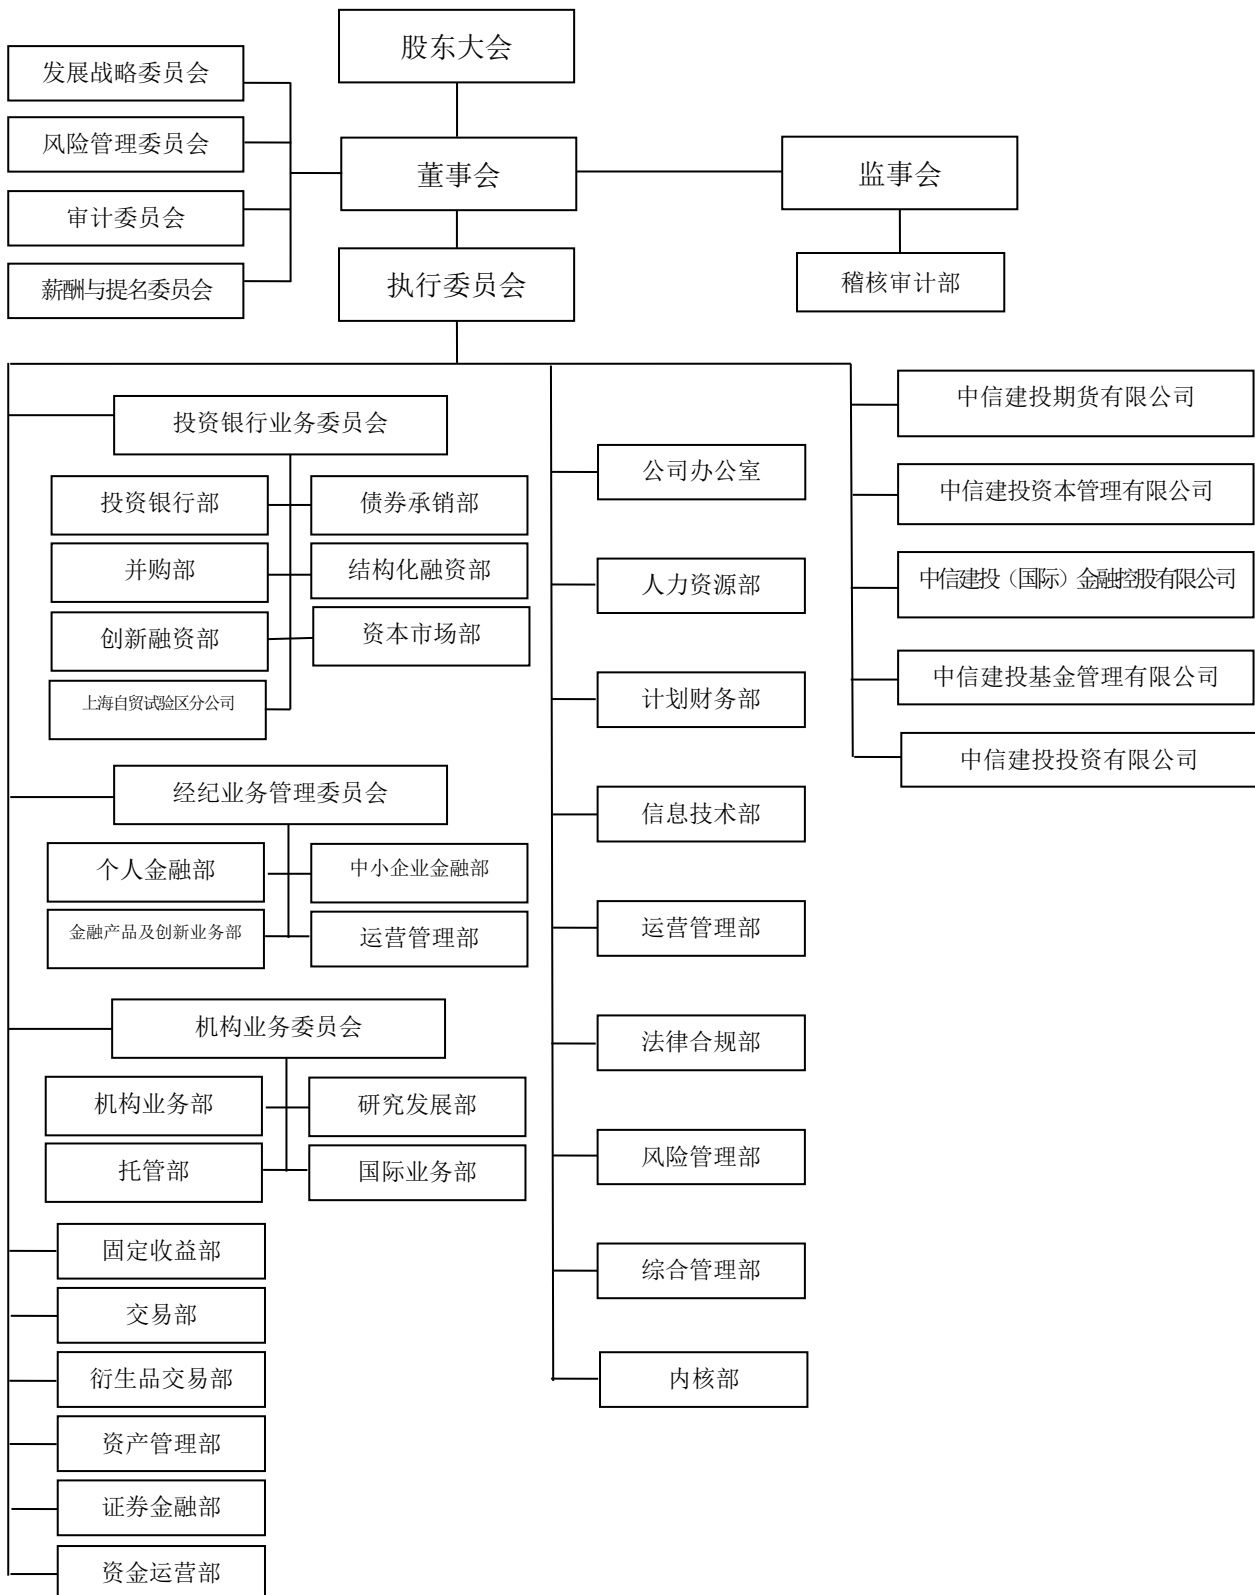 股东大会
发展战略委员会
风险管理委员会
审计委员会
薪酬与提名委员会
董事会
监事会
执行委员会
稽核审计部
投资银行业务委员会
投资银行部
债券承销部
并购部
结构化融资部
创新融资部
资本市场部
上海自贸试验区分公司
经纪业务管理委员会
个人金融部
中小企业金融部
金融产品及创新业务部
运营管理部
机构业务委员会
机构业务部
研究发展部
托管部
国际业务部
固定收益部
交易部
衍生品交易部
资产管理部
证券金融部
资金运营部
公司办公室
人力资源部
计划财务部
信息技术部
运营管理部
法律合规部
风险管理部
综合管理部
内核部
中信建投期货有限公司
中信建投资本管理有限公司
中信建投（国际）金融控股有限公司
中信建投基金管理有限公司
中信建投投资有限公司